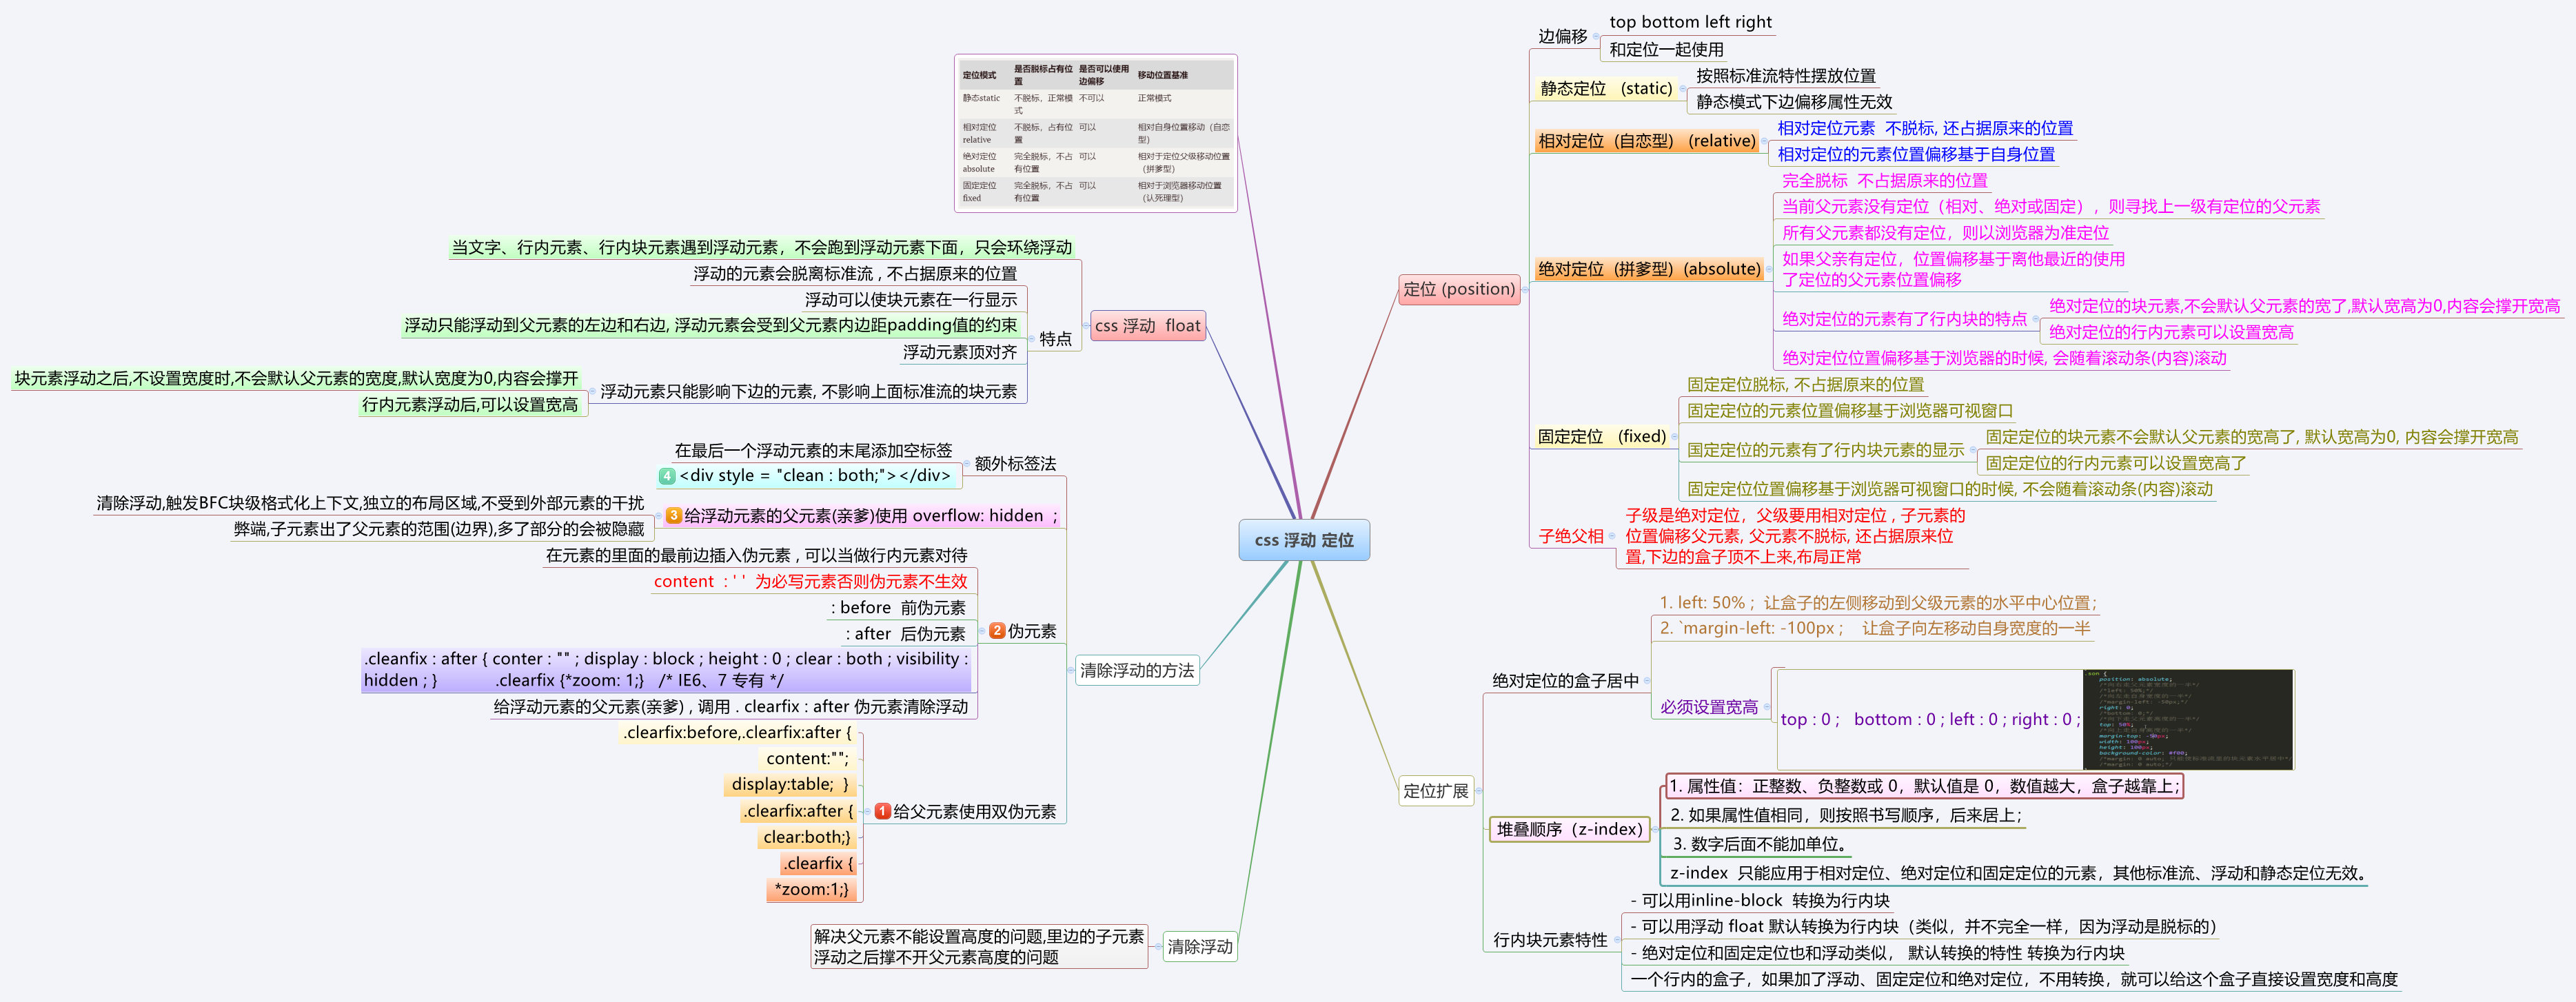 css 浮动 定位
定位模式 是否脱标占有位置 是否可以使用边偏移 移动位置基准
静态static 不脱标，正常模式 不可以 正常模式
相对定位relative 不脱标，占有位置 可以 相对自身位置移动（自恋型）
绝对定位absolute 完全脱标，不占有位置 可以 相对于定位父级移动位置（拼爹型）
固定定位fixed 完全脱标，不占有位置 可以 相对于浏览器移动位置（认死理型）
css 浮动  float
当文字、行内元素、行内块元素遇到浮动元素，不会跑到浮动元素下面，只会环绕浮动
特点
浮动的元素会脱离标准流 , 不占据原来的位置
浮动可以使块元素在一行显示
浮动只能浮动到父元素的左边和右边, 浮动元素会受到父元素内边距padding值的约束
浮动元素顶对齐
浮动元素只能影响下边的元素, 不影响上面标准流的块元素
块元素浮动之后,不设置宽度时,不会默认父元素的宽度,默认宽度为0,内容会撑开
行内元素浮动后,可以设置宽高
清除浮动的方法
额外标签法
在最后一个浮动元素的末尾添加空标签
4 <div style = "clean : both;"></div>
3 给浮动元素的父元素(亲爹)使用 overflow: hidden  ;
清除浮动,触发BFC块级格式化上下文,独立的布局区域,不受到外部元素的干扰
弊端,子元素出了父元素的范围(边界),多了部分的会被隐藏
2 伪元素
在元素的里面的最前边插入伪元素 , 可以当做行内元素对待
content  : ' '  为必写元素否则伪元素不生效
: before  前伪元素
: after  后伪元素
.cleanfix : after { conter : "" ; display : block ; height : 0 ; clear : both ; visibility :
hidden ; }            .clearfix {*zoom: 1;}   /* IE6、7 专有 */
给浮动元素的父元素(亲爹) , 调用 . clearfix : after 伪元素清除浮动
1 给父元素使用双伪元素
.clearfix:before,.clearfix:after {
content:"";
display:table;  }
.clearfix:after {
clear:both;}
.clearfix {
*zoom:1;}
清除浮动
解决父元素不能设置高度的问题,里边的子元素
浮动之后撑不开父元素高度的问题
定位 (position)
边偏移
top bottom left right
和定位一起使用
静态定位   (static)
按照标准流特性摆放位置
静态模式下边偏移属性无效
相对定位  (自恋型)   (relative)
相对定位元素  不脱标, 还占据原来的位置
相对定位的元素位置偏移基于自身位置
绝对定位  (拼爹型)  (absolute)
完全脱标  不占据原来的位置
当前父元素没有定位（相对、绝对或固定），则寻找上一级有定位的父元素
所有父元素都没有定位，则以浏览器为准定位
如果父亲有定位，位置偏移基于离他最近的使用
了定位的父元素位置偏移
绝对定位的元素有了行内块的特点
绝对定位的块元素,不会默认父元素的宽了,默认宽高为0,内容会撑开宽高
绝对定位的行内元素可以设置宽高
绝对定位位置偏移基于浏览器的时候, 会随着滚动条(内容)滚动
固定定位   (fixed)
固定定位脱标, 不占据原来的位置
固定定位的元素位置偏移基于浏览器可视窗口
国定定位的元素有了行内块元素的显示
固定定位的块元素不会默认父元素的宽高了, 默认宽高为0, 内容会撑开宽高
固定定位的行内元素可以设置宽高了
固定定位位置偏移基于浏览器可视窗口的时候, 不会随着滚动条(内容)滚动
子绝父相
子级是绝对定位，父级要用相对定位 , 子元素的
位置偏移父元素, 父元素不脱标, 还占据原来位
置,下边的盒子顶不上来,布局正常
定位扩展
绝对定位的盒子居中
1. left: 50% ;  让盒子的左侧移动到父级元素的水平中心位置；
2. `margin-left: -100px ;    让盒子向左移动自身宽度的一半
必须设置宽高
top : 0 ;   bottom : 0 ; left : 0 ; right : 0 ;
.son {
position: absolute;
right: 0;
top: 50%;
margin-top: -50px;
width: 100px;
height: 100px;
background-color: #f00;
堆叠顺序  (z-index)
1. 属性值：正整数、负整数或 0，默认值是 0，数值越大，盒子越靠上；
2. 如果属性值相同，则按照书写顺序，后来居上；
3. 数字后面不能加单位。
z-index  只能应用于相对定位、绝对定位和固定定位的元素，其他标准流、浮动和静态定位无效。
行内块元素特性
- 可以用inline-block  转换为行内块
- 可以用浮动 float 默认转换为行内块（类似，并不完全一样，因为浮动是脱标的）
- 绝对定位和固定定位也和浮动类似， 默认转换的特性 转换为行内块
一个行内的盒子，如果加了浮动、固定定位和绝对定位，不用转换，就可以给这个盒子直接设置宽度和高度